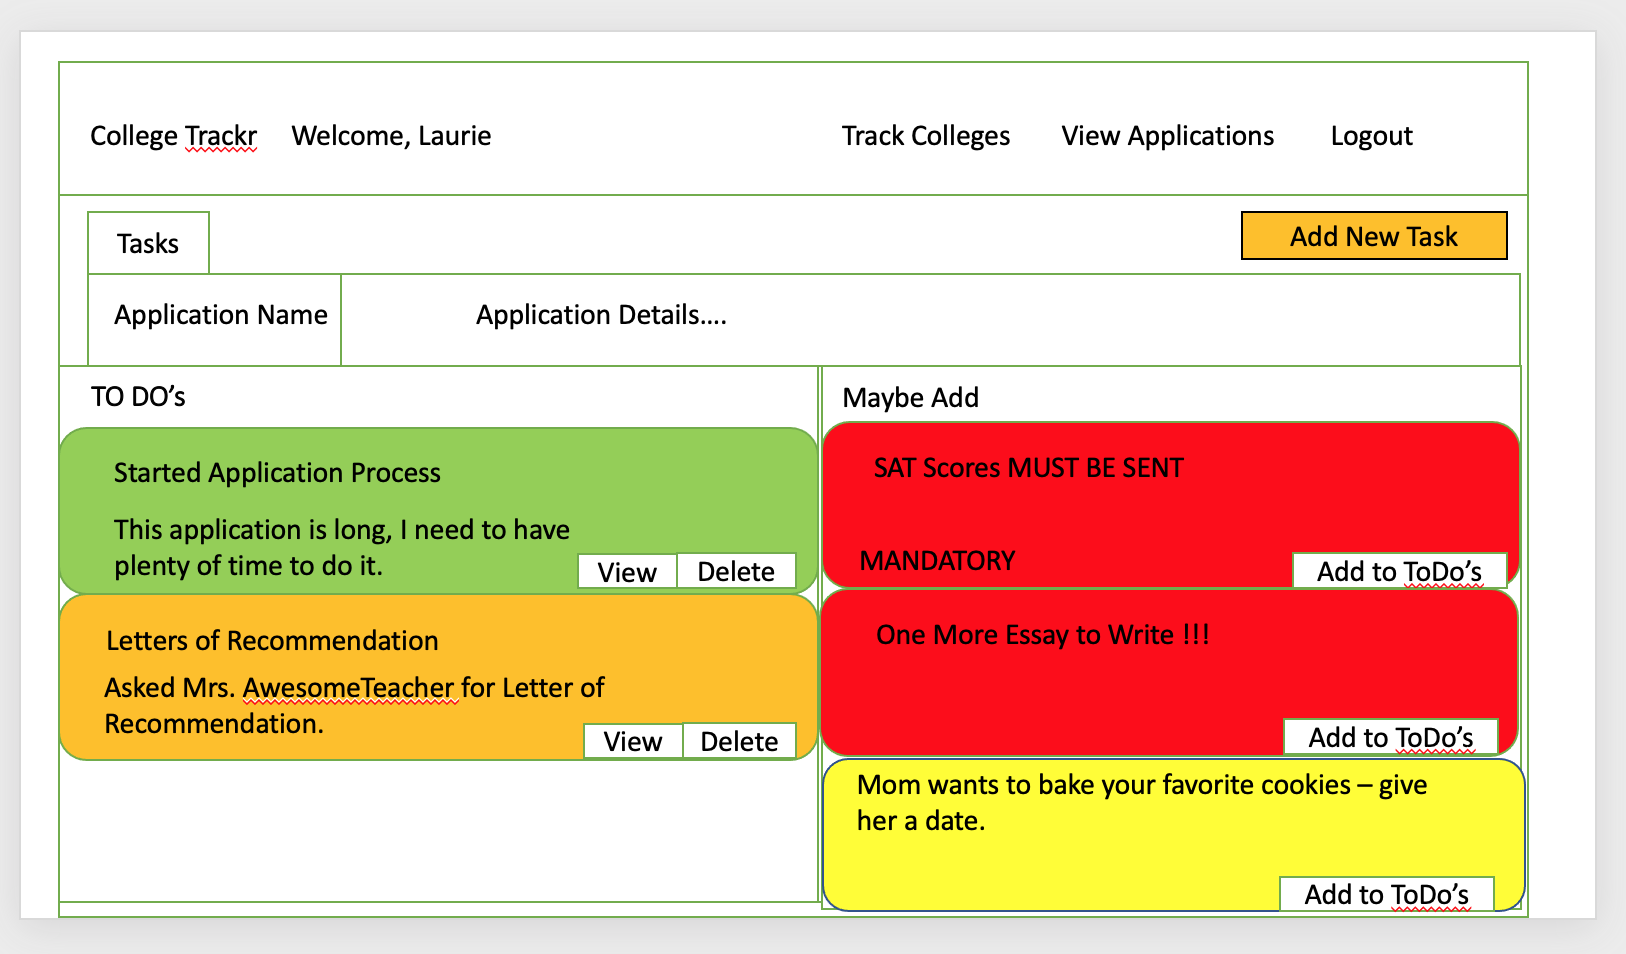 College Trackr Welcome, Laurie Track Colleges View Applications Logout
Tasks
Add New Task
Application Name Application Details....
TO DO’s
Started Application Process
This application is long, I need to have
plenty of time to do it.
View Delete
Letters of Recommendation
Asked Mrs. AwesomeTeacher for Letter of
Recommendation.
View Delete
Maybe Add
SAT Scores MUST BE SENT
MANDATORY
Add to ToDo’s
One More Essay to Write !!!
Add to ToDo’s
Mom wants to bake your favorite cookies – give
her a date.
Add to ToDo’s